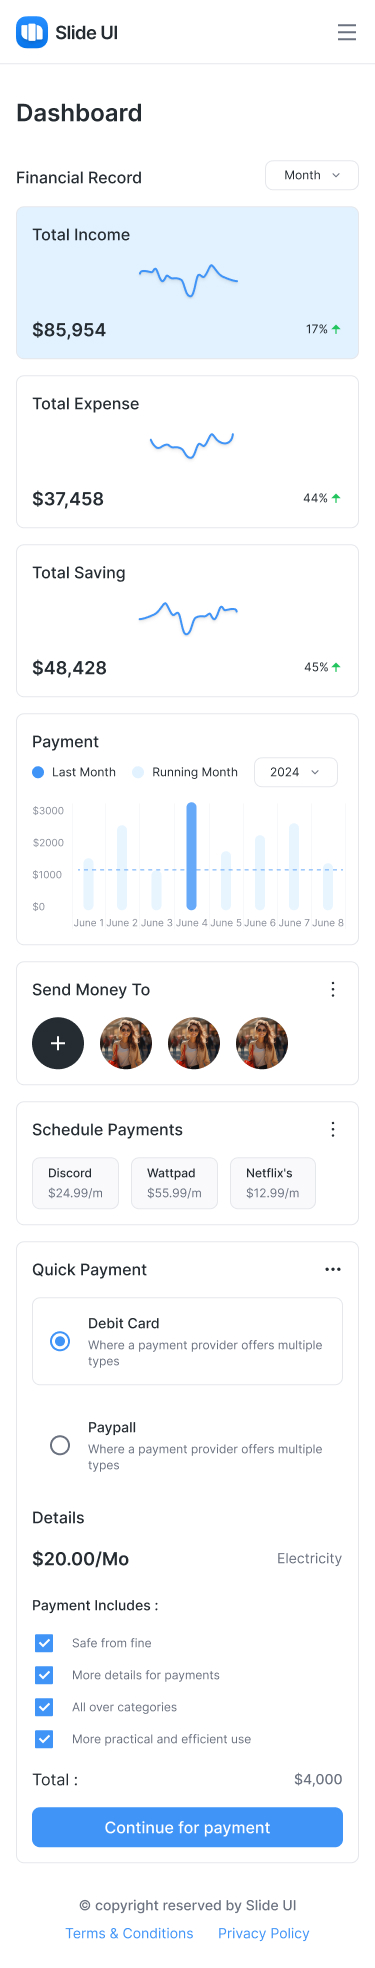 Slide UI
Dashboard
Financial Record
Month
Total Income
$85,954
17%
Total Expense
$37,458
44%
Total Saving
$48,428
45%
Payment
Last Month
Running Month
2024
$3000
$2000
$1000
$0
June 1 June 2 June 3 June 4 June 5 June 6 June 7 June 8
Send Money To
Schedule Payments
Discord
$24.99/m
Wattpad
$55.99/m
Netflix's
$12.99/m
Quick Payment
Debit Card
Where a payment provider offers multiple
types
Paypall
Where a payment provider offers multiple
types
Details
$20.00/Mo
Electricity
Payment Includes :
Safe from fine
More details for payments
All over categories
More practical and efficient use
Total :
$4,000
Continue for payment
© copyright reserved by Slide UI
Terms & Conditions
Privacy Policy